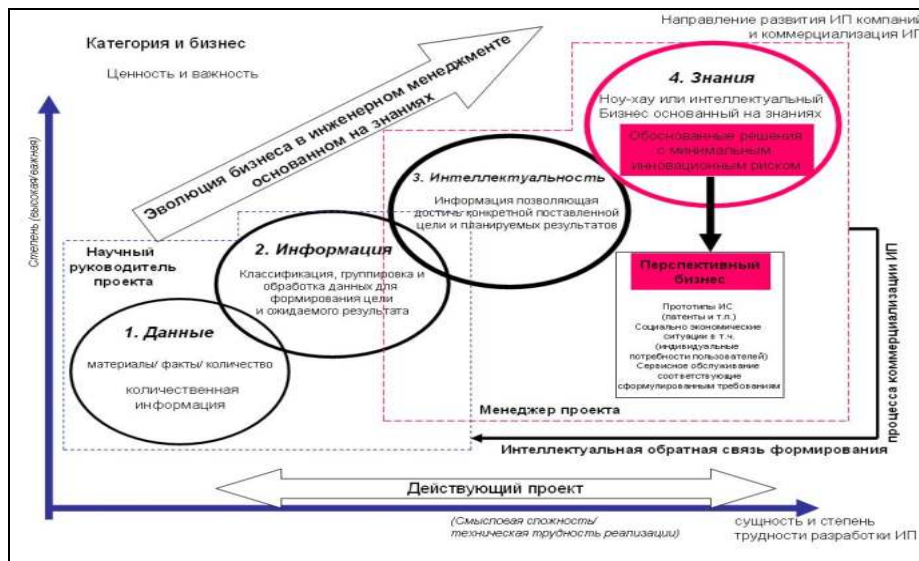 Категория и бизнес
Ценность и важность
Направление развития ИП компаний
и коммерциализация ИП
Эволюция бизнеса в инженерном менеджменте
основанном на знаниях
4. Знания
Ноу-хау или интеллектуальный
Бизнес основанный на знаниях
Обоснованные решения
с минимальным
инновационным риском
3. Интеллектуальность
Информация позволяющая
достичь конкретной поставленной
цели и планируемых результатов
2. Информация
Классификация, группировка и
обработка данных для
формирования цели
и ожидаемого результата
Научный
руководитель
проекта
1. Данные
материалы/ факты/ количество
количественная
информация
Перспективный
бизнес
Прототипы ИС
(патенты и т.п.)
Социально экономические
ситуации в т.ч.
(индивидуальные
потребности пользователей)
Сервисное обслуживание
соответствующие
сформулированным требованиям
Менеджер проекта
Интеллектуальная обратная связь формирования
процесса коммерциализации ИП
Степень (высокая/важная)
Действующий проект
(Смысловая сложность/
техническая трудность реализации)
сущность и степень
трудности разработки ИП